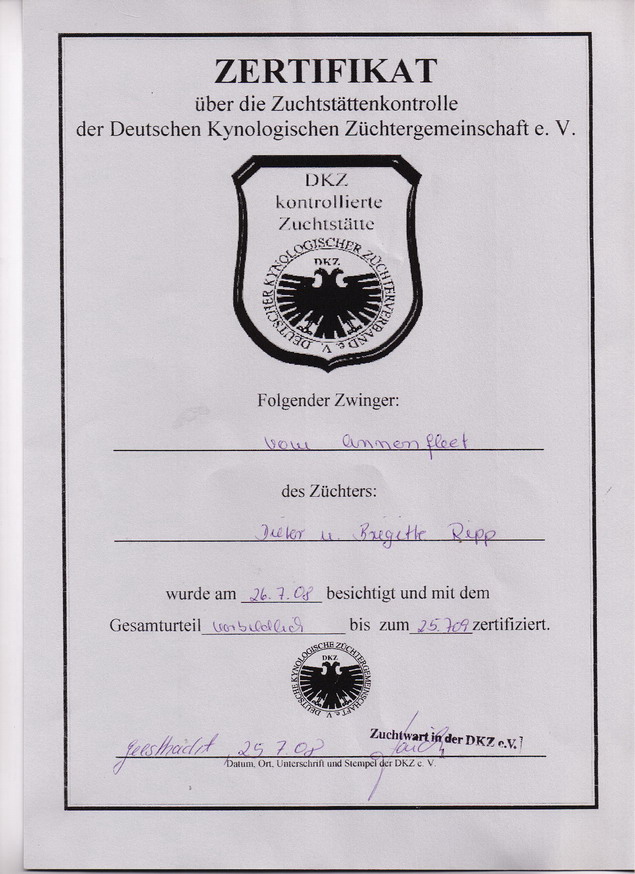 ZERTIFIKAT
über die Zuchtstättenkontrolle
der Deutschen Kynologischen Züchtergemeinschaft e. V.
DKZ
kontrollierte
Zuchtstätte
DEUTSCHER KYNOLOGISCHER ZÜCHTERVERBAND e. V.
DKZ
Folgender Zwinger:
vom Annenfleet
des Züchters:
Dieter u. Brigitte Ripp
wurde am 26.7.08 besichtigt und mit dem
Gesamturteil vorbildlich bis zum 25.709 zertifiziert.
DEUTSCHE KYNOLOGISCHE ZÜCHTERGEMEINSCHAFT e. V.
DKZ
Zuchtwart in der DKZ e.V.
Geesthacht, 25 7.08
Datum, Ort, Unterschrift und Stempel der DKZ e. V.